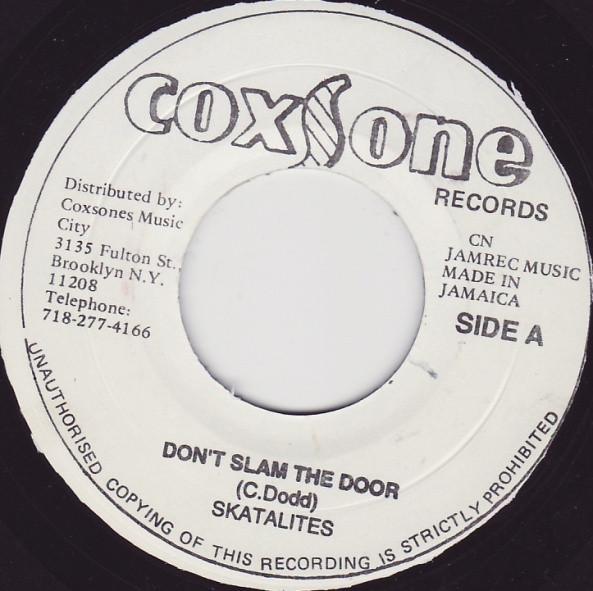 coxsone
RECORDS
Distributed by:
Coxsones Music
City
3135 Fulton St.,
Brooklyn N.Y.
11208
Telephone:
718-277-4166
CN
JAMREC MUSIC
MADE IN
JAMAICA
SIDE A
DON'T SLAM THE DOOR
(C.Dodd)
SKATALITES
UNAUTHORISED COPYING OF THIS RECORDING IS STRICTLY PROHIBITED